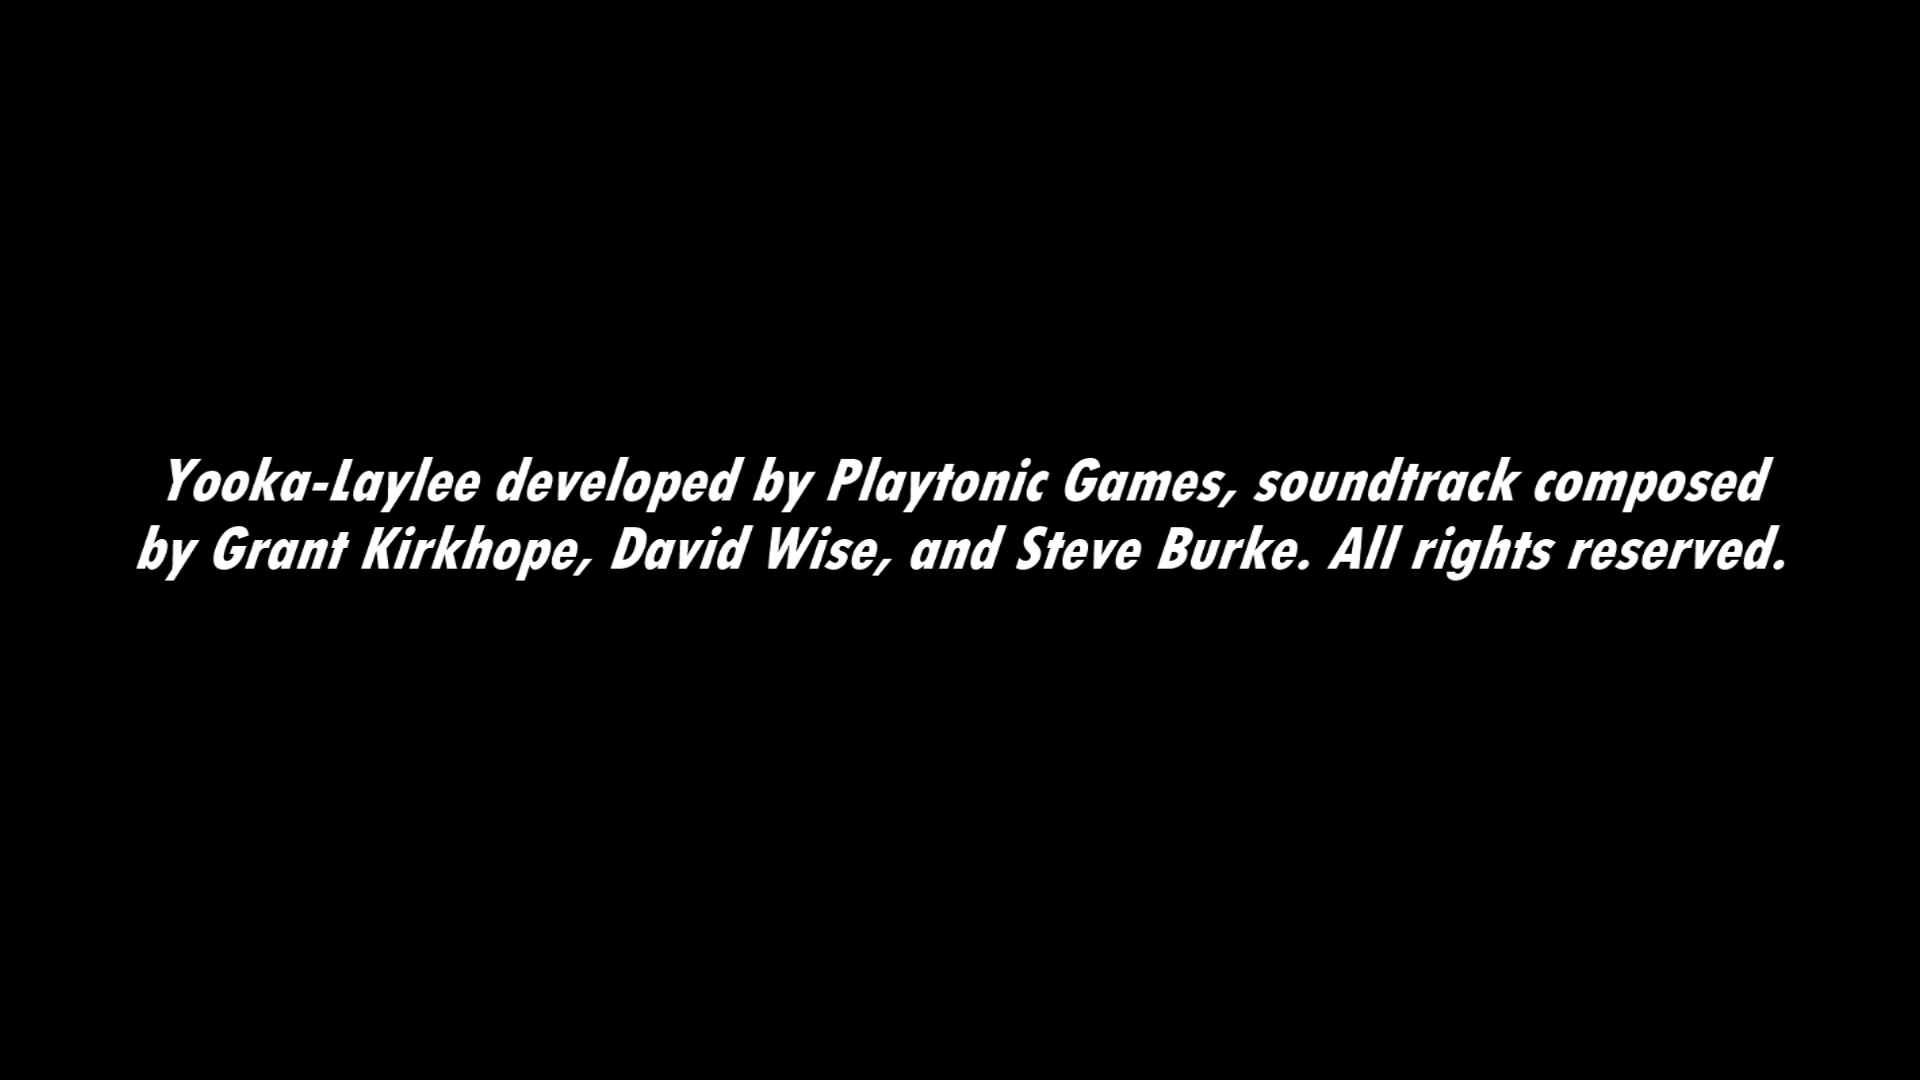 Yooka-Laylee developed by Playtonic Games, soundtrack composed
by Grant Kirkhope, David Wise, and Steve Burke. All rights reserved.